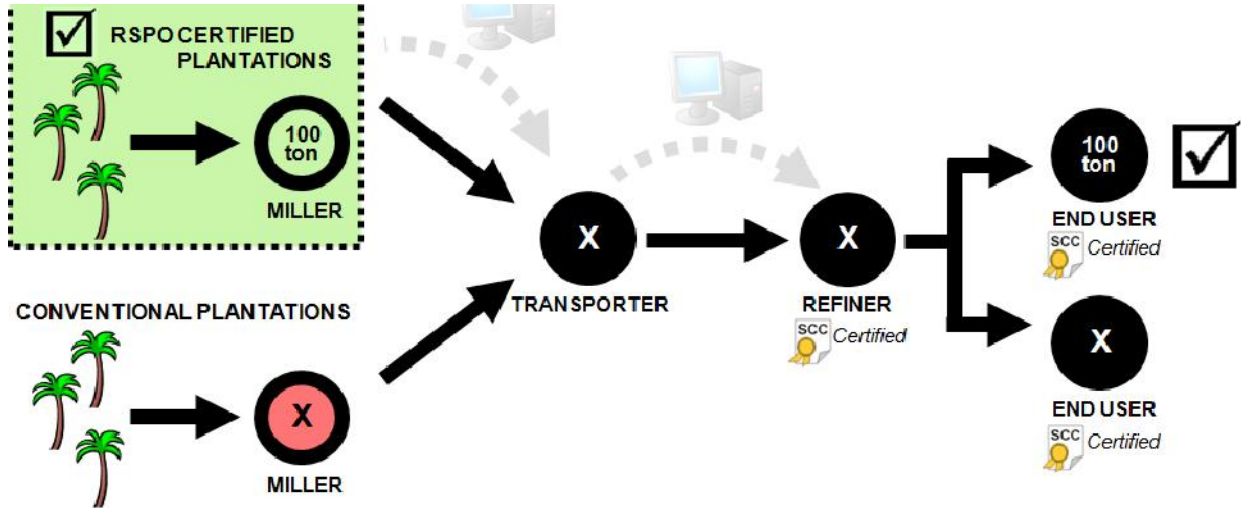 RSPO CERTIFIED
PLANTATIONS
100
ton
MILLER
CONVENTIONAL PLANTATIONS
X
MILLER
X
TRANSPORTER
X
REFINER
SCC Certified
100
ton
END USER
SCC Certified
X
END USER
SCC Certified